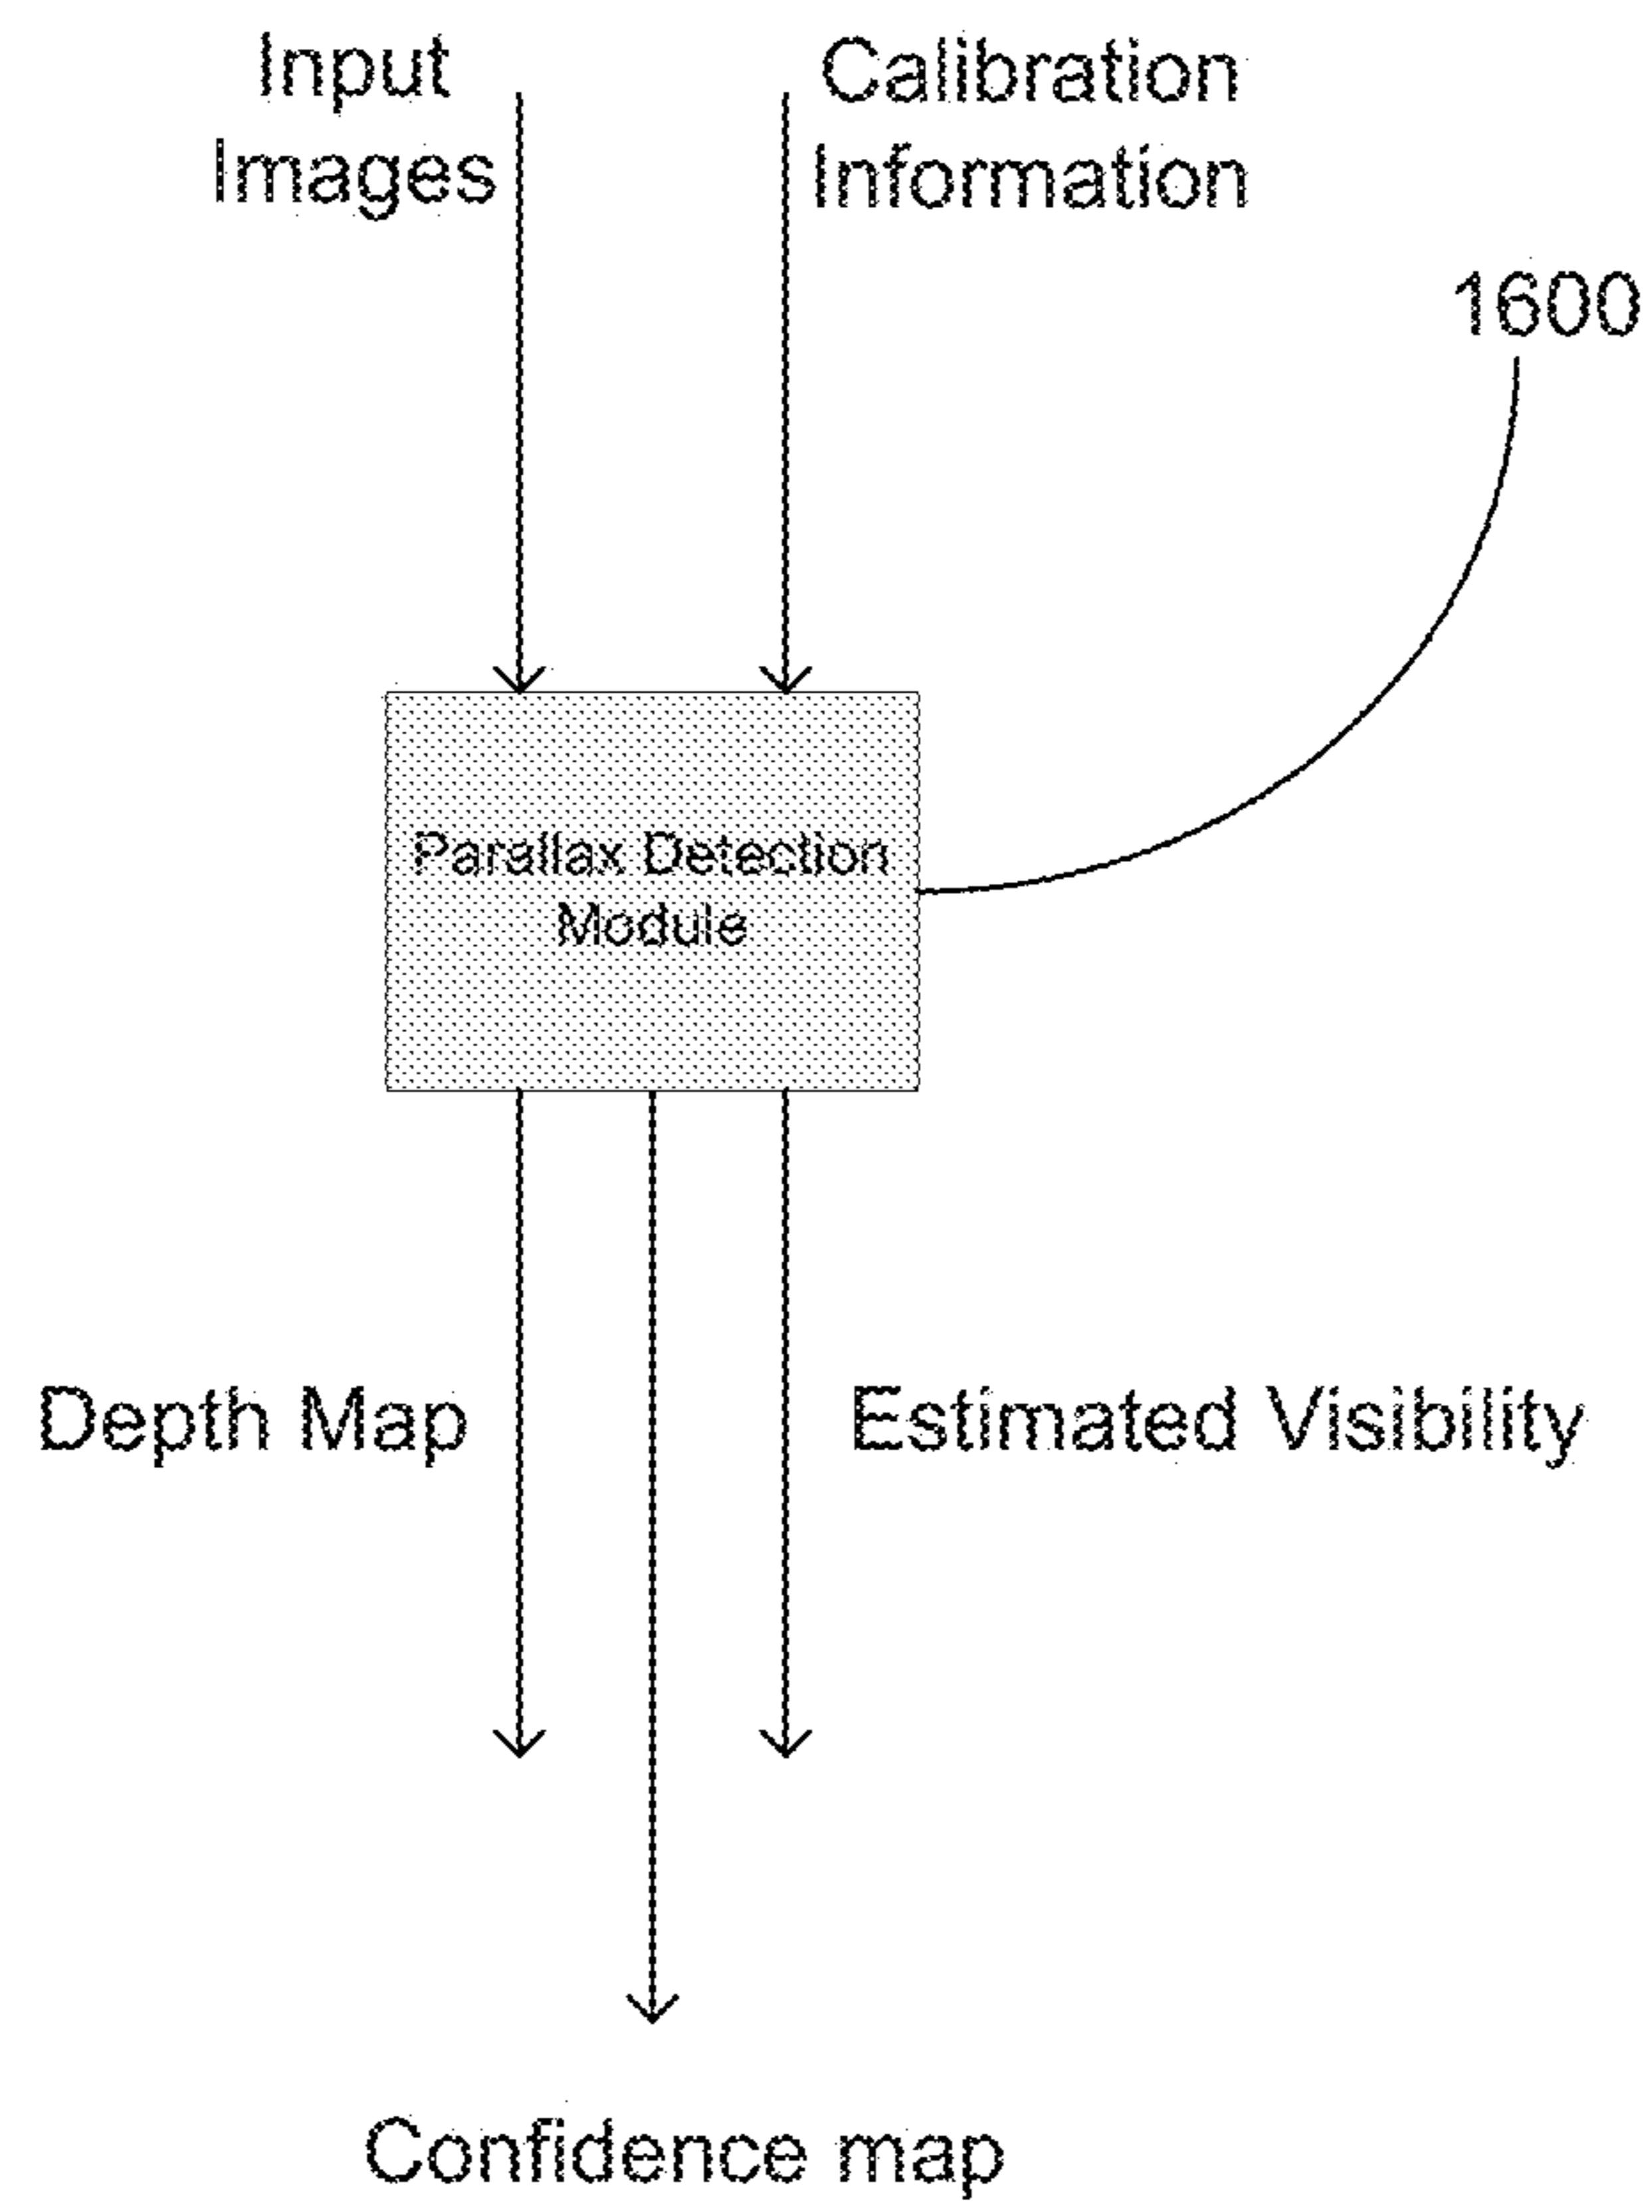 Input
Images
Calibration
Information
1600
Parallax Detection
Module
Depth Map
Estimated Visibility
Confidence map